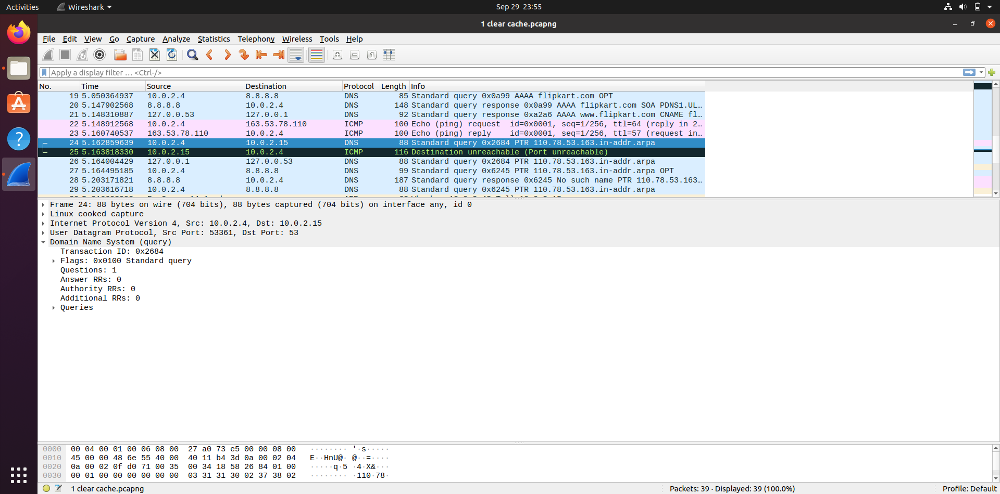 Activities Wireshark Sep 29 23:55
1 clear cache.pcapng
File Edit View Go Capture Analyze Statistics Telephony Wireless Tools Help
Apply a display filter … <Ctrl-/>
No. Time Source Destination Protocol Length Info
19 5.050364937 10.0.2.4 8.8.8.8 DNS 85 Standard query 0x0a99 AAAA flipkart.com OPT
20 5.147902568 8.8.8.8 10.0.2.4 DNS 148 Standard query response 0x0a99 AAAA flipkart.com SOA PDNS1.UL…
21 5.148310887 127.0.0.53 127.0.0.1 DNS 92 Standard query response 0xa2a6 AAAA www.flipkart.com CNAME fl…
22 5.148912568 10.0.2.4 163.53.78.110 ICMP 100 Echo (ping) request id=0x0001, seq=1/256, ttl=64 (reply in 2…
23 5.160740537 163.53.78.110 10.0.2.4 ICMP 100 Echo (ping) reply id=0x0001, seq=1/256, ttl=57 (request in…
24 5.162859639 10.0.2.4 10.0.2.15 DNS 88 Standard query 0x2684 PTR 110.78.53.163.in-addr.arpa
25 5.163818330 10.0.2.15 10.0.2.4 ICMP 116 Destination unreachable (Port unreachable)
26 5.164004429 127.0.0.1 127.0.0.53 DNS 88 Standard query 0x2684 PTR 110.78.53.163.in-addr.arpa
27 5.164495185 10.0.2.4 8.8.8.8 DNS 99 Standard query 0x6245 PTR 110.78.53.163.in-addr.arpa OPT
28 5.203171821 8.8.8.8 10.0.2.4 DNS 187 Standard query response 0x6245 No such name PTR 110.78.53.163…
29 5.203616718 10.0.2.4 8.8.8.8 DNS 88 Standard query 0x6245 PTR 110.78.53.163.in-addr.arpa
Frame 24: 88 bytes on wire (704 bits), 88 bytes captured (704 bits) on interface any, id 0
Linux cooked capture
Internet Protocol Version 4, Src: 10.0.2.4, Dst: 10.0.2.15
User Datagram Protocol, Src Port: 53361, Dst Port: 53
Domain Name System (query)
Transaction ID: 0x2684
Flags: 0x0100 Standard query
Questions: 1
Answer RRs: 0
Authority RRs: 0
Additional RRs: 0
Queries
0000 00 04 00 01 00 06 08 00 27 a0 73 e5 00 00 08 00 ········ '·s·····
0010 45 00 00 48 6e 55 40 00 40 11 b4 3d 0a 00 02 04 E··HnU@· @··=····
0020 0a 00 02 0f d0 71 00 35 00 34 18 58 26 84 01 00 ·····q·5 ·4·X&···
0030 00 01 00 00 00 00 00 00 03 31 31 30 02 37 38 02 ········ ·110·78·
1 clear cache.pcapng Packets: 39 · Displayed: 39 (100.0%) Profile: Default